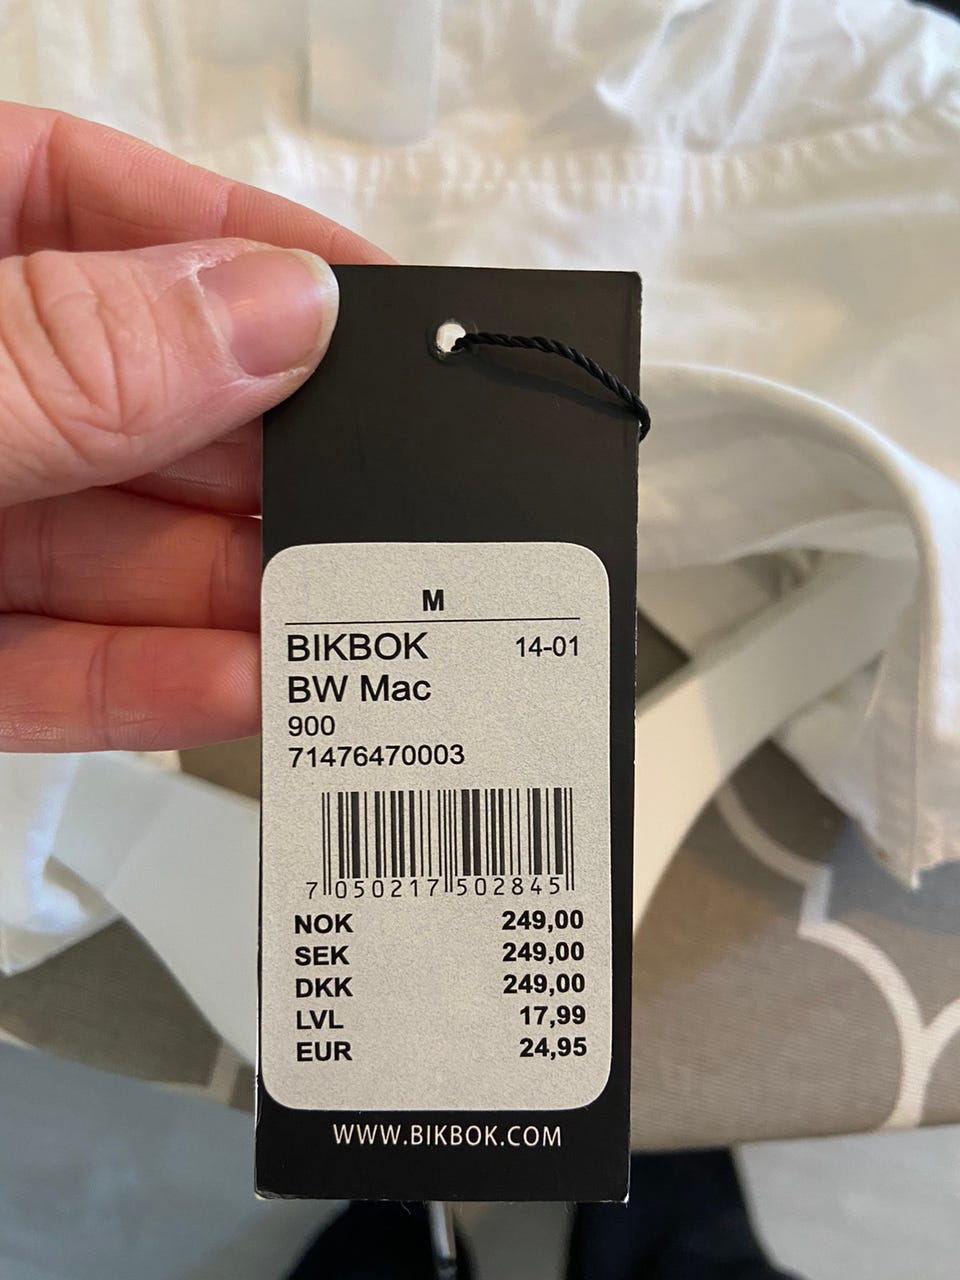 M
BIKBOK 14-01
BW Mac
900
71476470003
7 050217 502845
NOK 249,00
SEK 249,00
DKK 249,00
LVL 17,99
EUR 24,95
WWW.BIKBOK.COM